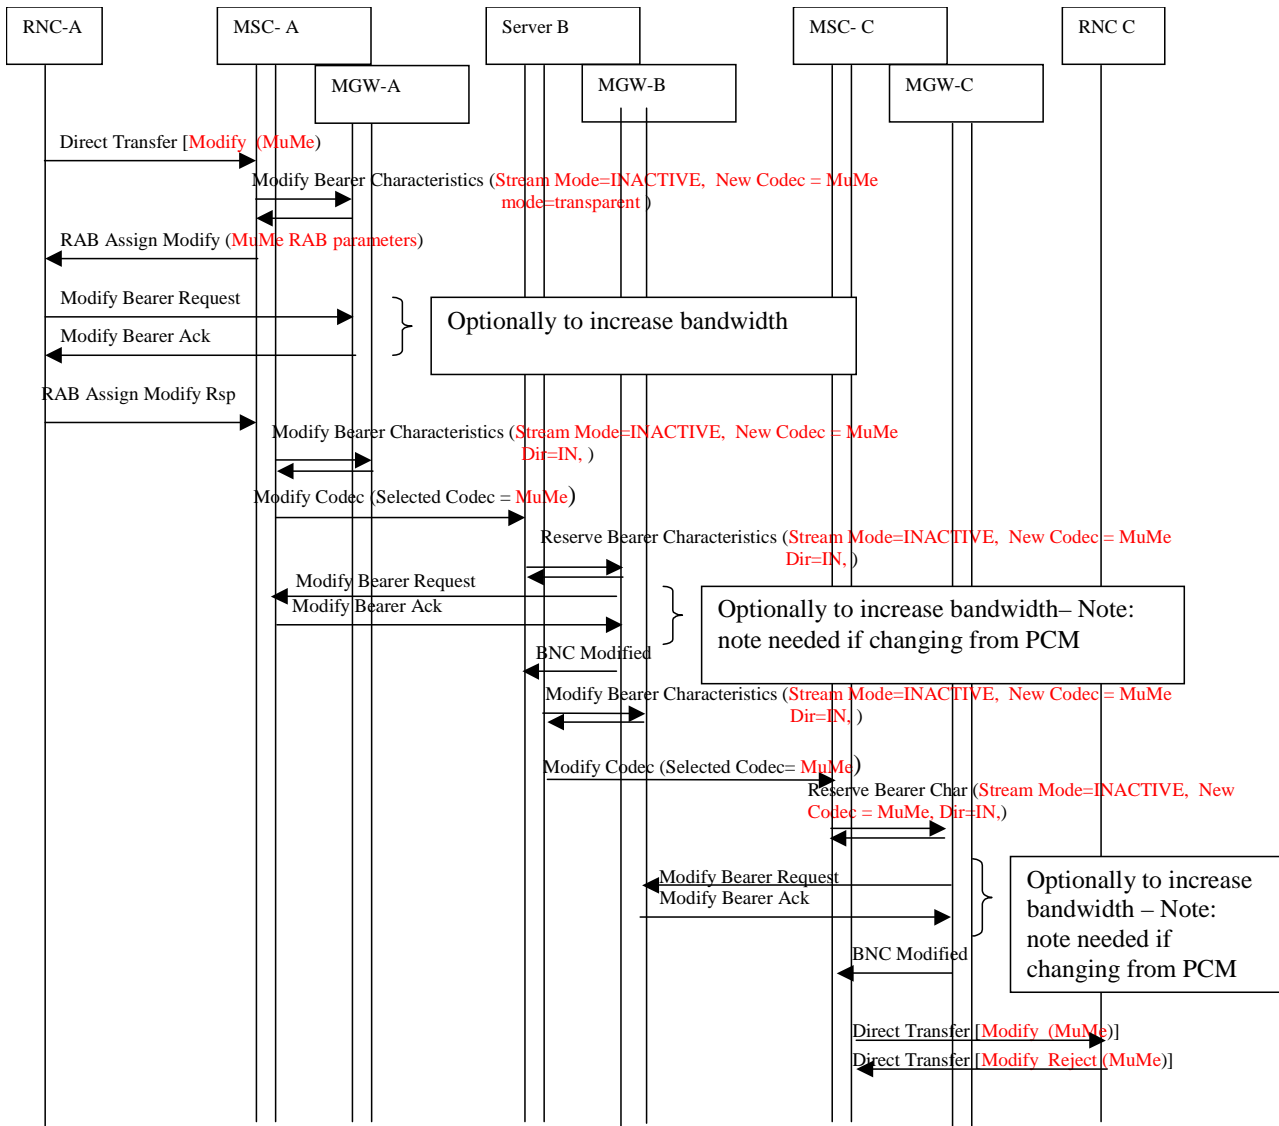 RNC-A
MSC- A
Server B
MSC- C
RNC C
MGW-A
MGW-B
MGW-C
Direct Transfer [Modify (MuMe)
Modify Bearer Characteristics (Stream Mode=INACTIVE, New Codec = MuMe
mode=transparent )
RAB Assign Modify (MuMe RAB parameters)
Modify Bearer Request
Optionally to increase bandwidth
Modify Bearer Ack
RAB Assign Modify Rsp
Modify Bearer Characteristics (Stream Mode=INACTIVE, New Codec = MuMe
Dir=IN, )
Modify Codec (Selected Codec = MuMe)
Reserve Bearer Characteristics (Stream Mode=INACTIVE, New Codec = MuMe
Dir=IN, )
Modify Bearer Request
Modify Bearer Ack
Optionally to increase bandwidth– Note:
note needed if changing from PCM
BNC Modified
Modify Bearer Characteristics (Stream Mode=INACTIVE, New Codec = MuMe
Dir=IN, )
Modify Codec (Selected Codec= MuMe)
Reserve Bearer Char (Stream Mode=INACTIVE, New
Codec = MuMe, Dir=IN,)
Modify Bearer Request
Modify Bearer Ack
Optionally to increase
bandwidth – Note:
note needed if
changing from PCM
BNC Modified
Direct Transfer [Modify (MuMe)]
Direct Transfer [Modify Reject (MuMe)]